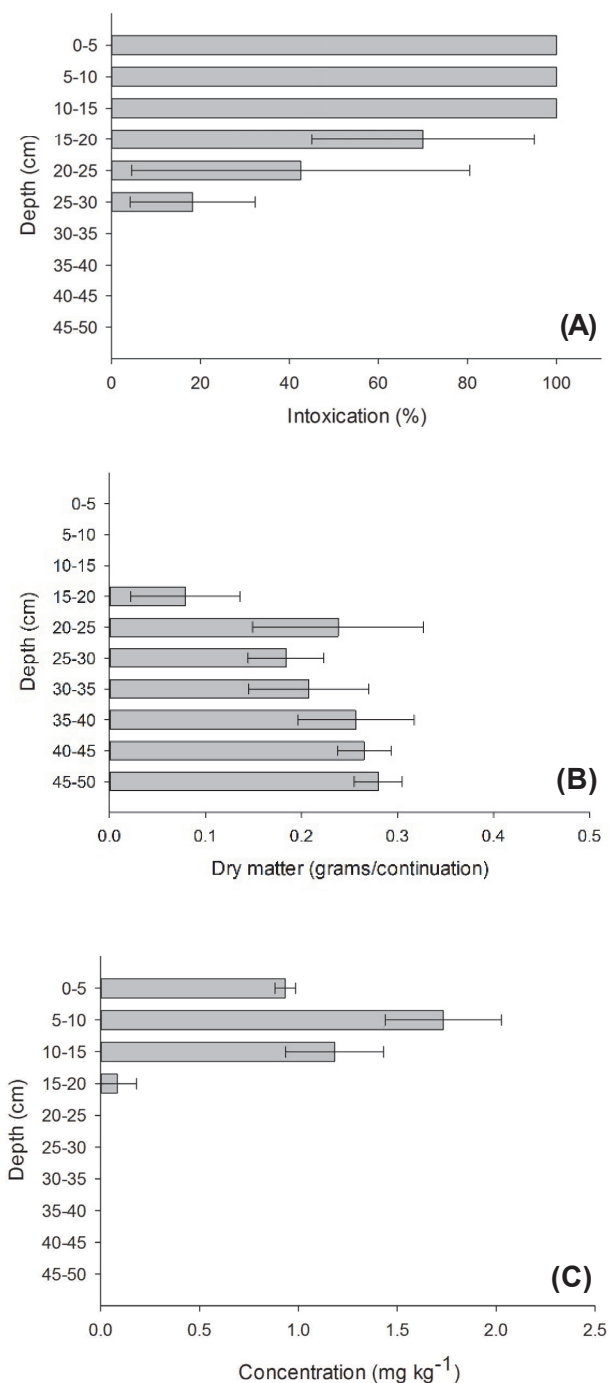 0-5
5-10
10-15
15-20
20-25
25-30
30-35
35-40
40-45
45-50
Depth (cm)
(A)
0 20 40 60 80 100
Intoxication (%)
0-5
5-10
10-15
15-20
20-25
25-30
30-35
35-40
40-45
45-50
Depth (cm)
(B)
0.0 0.1 0.2 0.3 0.4 0.5
Dry matter (grams/continuation)
0-5
5-10
10-15
15-20
20-25
25-30
30-35
35-40
40-45
45-50
Depth (cm)
(C)
0.0 0.5 1.0 1.5 2.0 2.5
Concentration (mg kg⁻¹)